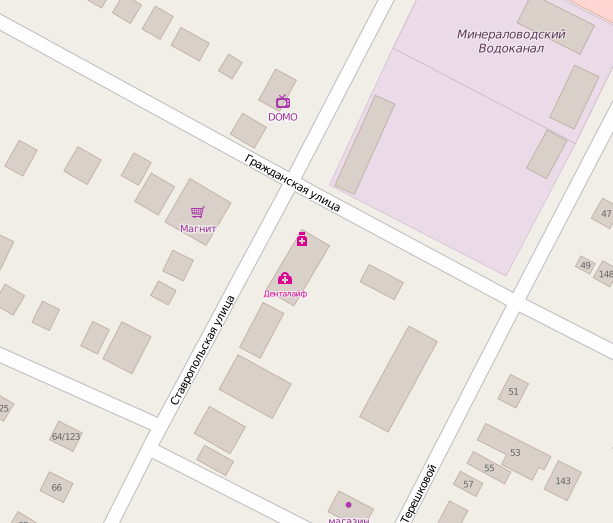 Минераловодский
Водоканал
DOMO
Гражданская улица
47
Магнит
49
148
Денталайф
Ставропольская улица
51
25
64/123
53
55
57
143
66
Терешковой
магазин